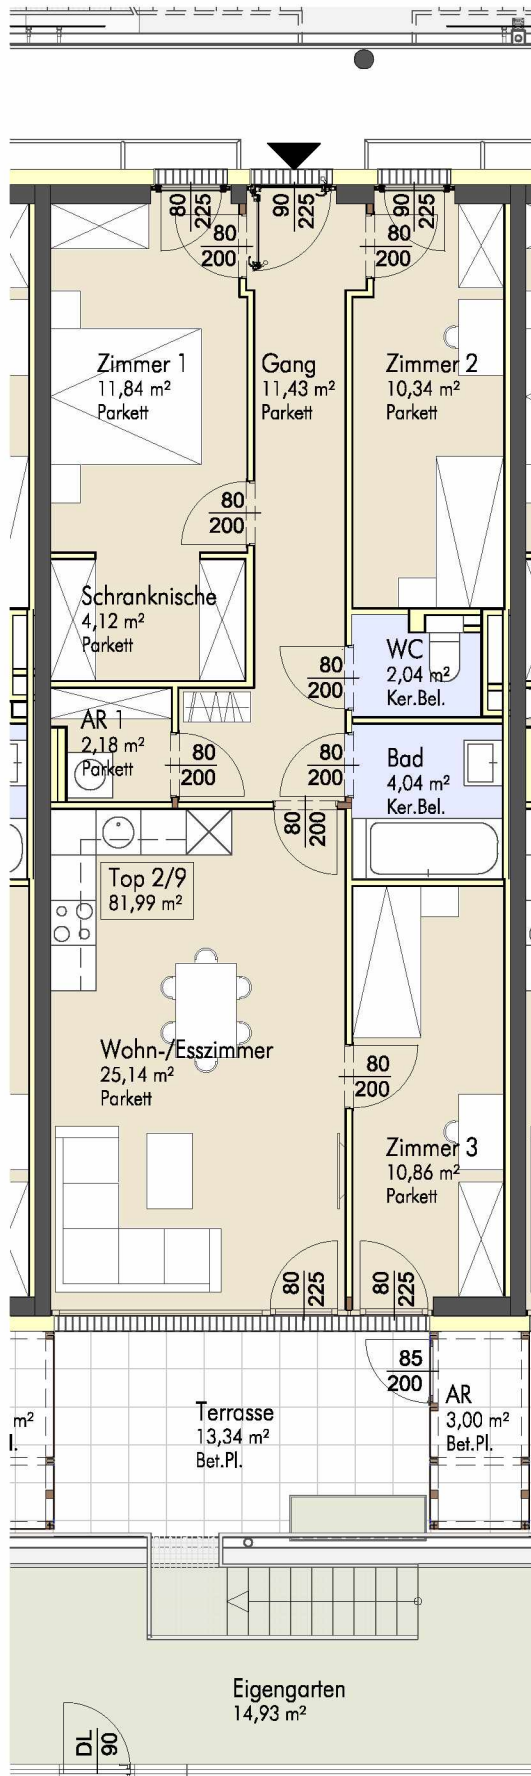 80
225
90
225
90
225
80
200
80
200
Zimmer 1
11,84 m²
Parkett
Gang
11,43 m²
Parkett
Zimmer 2
10,34 m²
Parkett
80
200
Schranknische
4,12 m²
Parkett
WC
2,04 m²
Ker.Bel.
80
200
AR 1
2,18 m²
Parkett
80
200
80
200
Bad
4,04 m²
Ker.Bel.
80
200
Top 2/9
81,99 m²
Wohn-/Esszimmer
25,14 m²
Parkett
80
200
Zimmer 3
10,86 m²
Parkett
80
225
80
225
85
200
m²
l.
Terrasse
13,34 m²
Bet.Pl.
AR
3,00 m²
Bet.Pl.
Eigengarten
14,93 m²
DL
90